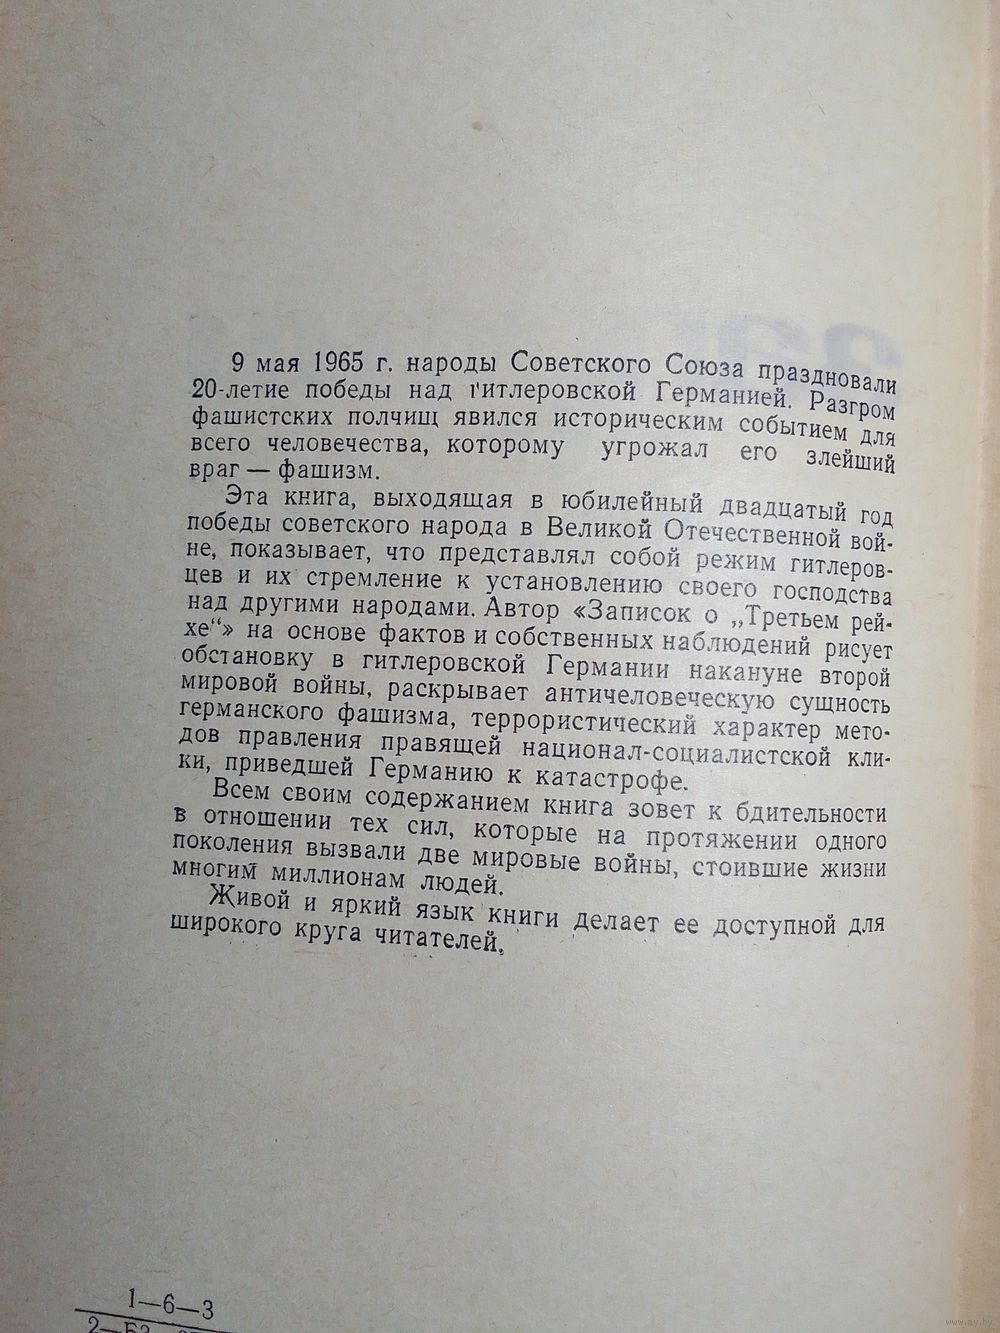 9 мая 1965 г. народы Советского Союза праздновали
20-летие победы над гитлеровской Германией. Разгром
фашистских полчищ явился историческим событием для
всего человечества, которому угрожал его злейший
враг — фашизм.
Эта книга, выходящая в юбилейный двадцатый год
победы советского народа в Великой Отечественной вой-
не, показывает, что представлял собой режим гитлеров-
цев и их стремление к установлению своего господства
над другими народами. Автор «Записок о „Третьем рей-
хе“» на основе фактов и собственных наблюдений рисует
обстановку в гитлеровской Германии накануне второй
мировой войны, раскрывает античеловеческую сущность
германского фашизма, террористический характер мето-
дов правления правящей национал-социалистской кли-
ки, приведшей Германию к катастрофе.
Всем своим содержанием книга зовет к бдительности
в отношении тех сил, которые на протяжении одного
поколения вызвали две мировые войны, стоившие жизни
многим миллионам людей.
Живой и яркий язык книги делает ее доступной для
широкого круга читателей.
1—6—3
www.ay.by